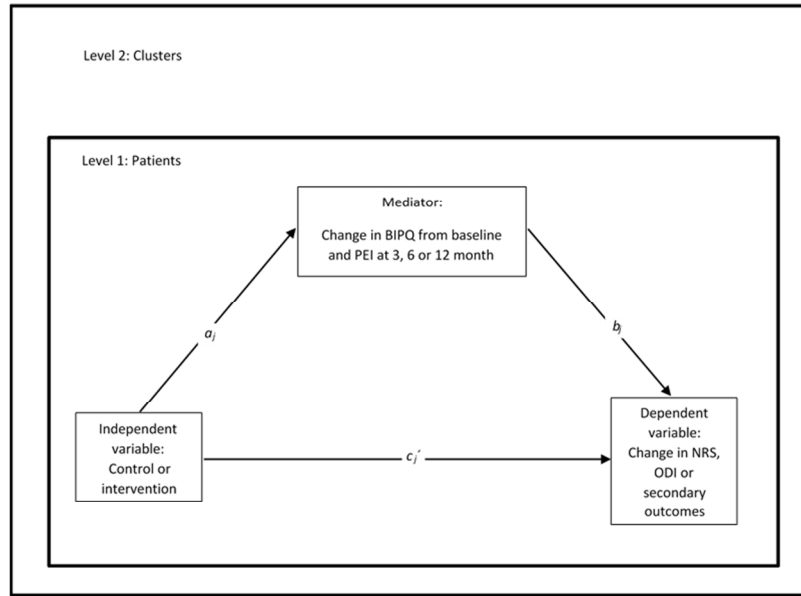 Level 2: Clusters
Level 1: Patients
Mediator:
Change in BIPQ from baseline
and PEI at 3, 6 or 12 month
aj
bj
Independent
variable:
Control or
intervention
cj´
Dependent
variable:
Change in NRS,
ODI or
secondary
outcomes